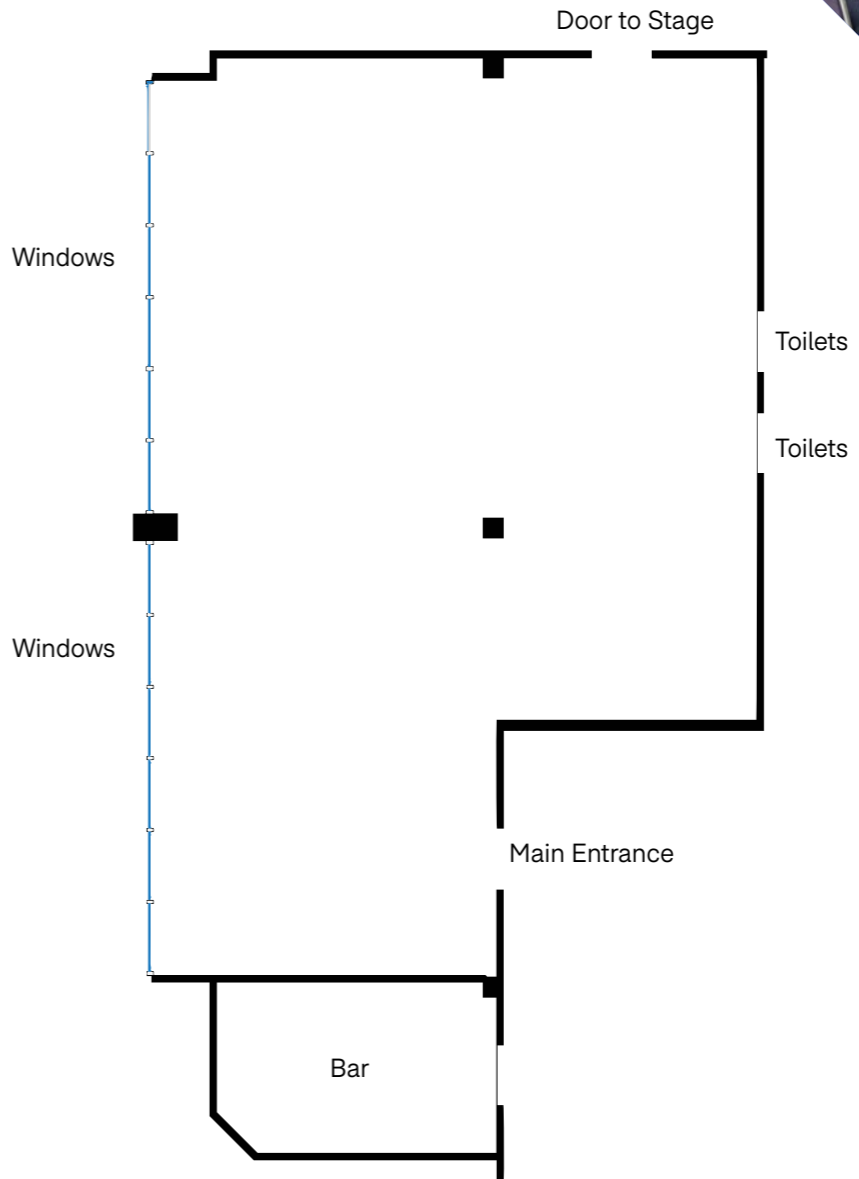 Door to Stage
Windows
Toilets
Toilets
Windows
Main Entrance
Bar